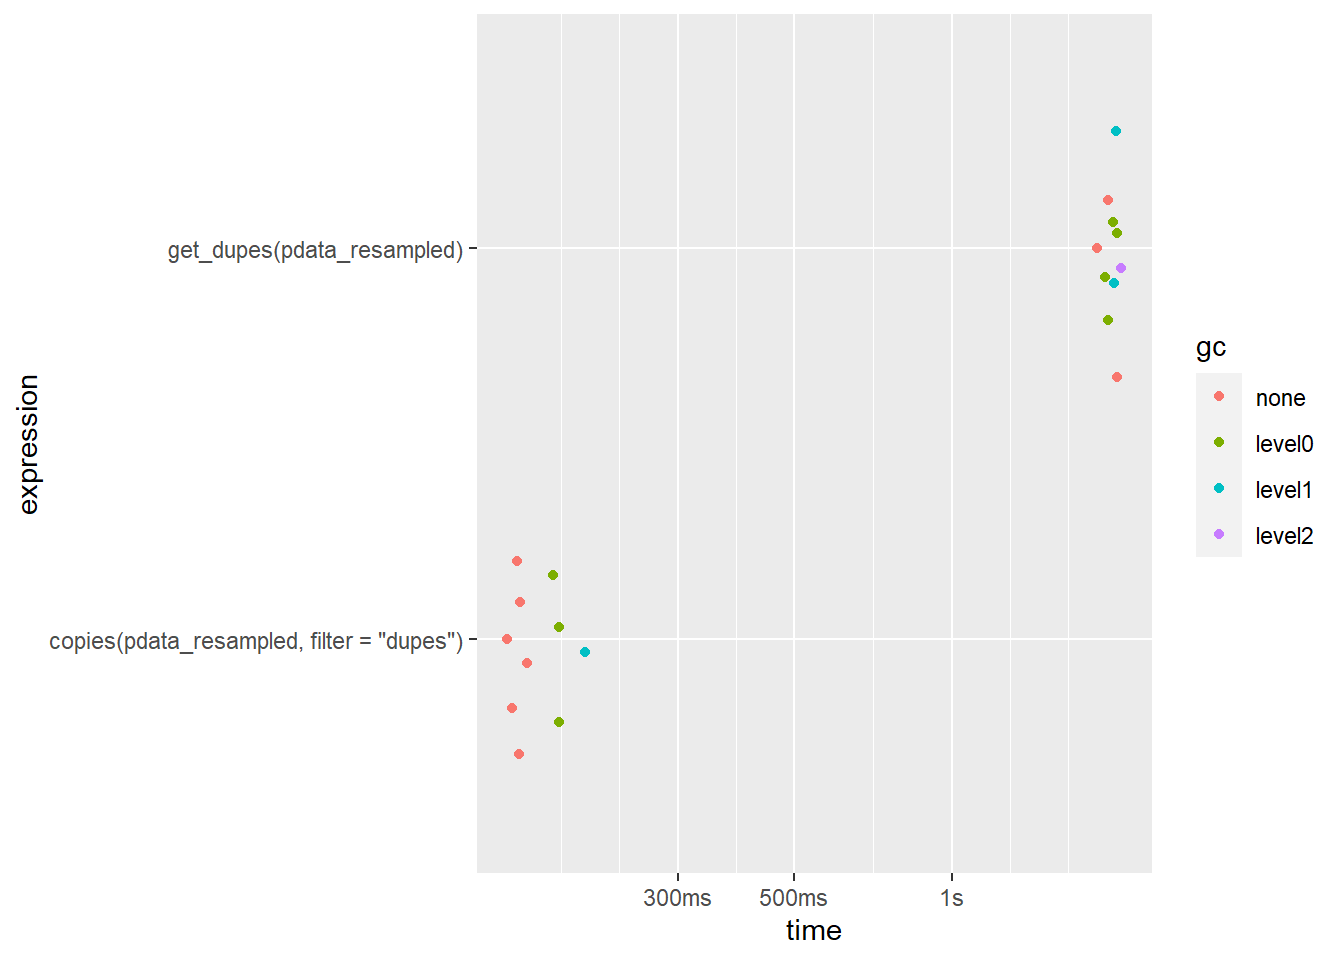 get_dupes(pdata_resampled)
copies(pdata_resampled, filter = "dupes")
expression
300ms
500ms
1s
time
gc
none
level0
level1
level2